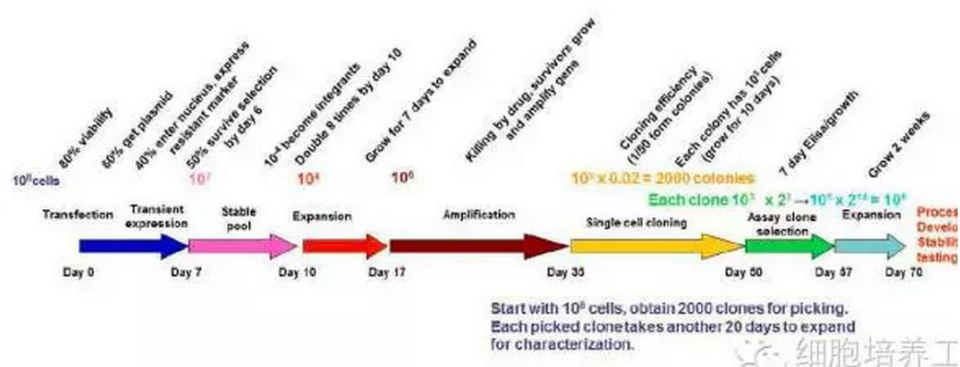 80% viability
60% get plasmid
40% enter nucleus, express
resistant marker
50% survive selection
by day 6
10⁻⁴ become integrants
Double 8 times by day 10
Grow for 7 days to expand
Killing by drug, survivors grow
and amplify gene
Cloning efficiency
(1/50 form colonies)
Each colony has 10³ cells
(grow for 10 days)
7 day Elisa/growth
Grow 2 weeks
10⁸ cells
10⁷
10⁴
10⁶
10⁵ x 0.02 = 2000 colonies
Each clone 10³ x 2⁷ →
Transfection
Transient
expression
Stable
pool
Expansion
Amplification
Single cell cloning
Assay clone
selection
Expansion
Proces
Develo
Stabilit
testing
Day 0
Day 7
Day 10
Day 17
Day 35
Day 50
Day 57
Day 70
Start with 10⁸ cells, obtain 2000 clones for picking.
Each picked clone takes another 20 days to expand
for characterization.
细胞培养工